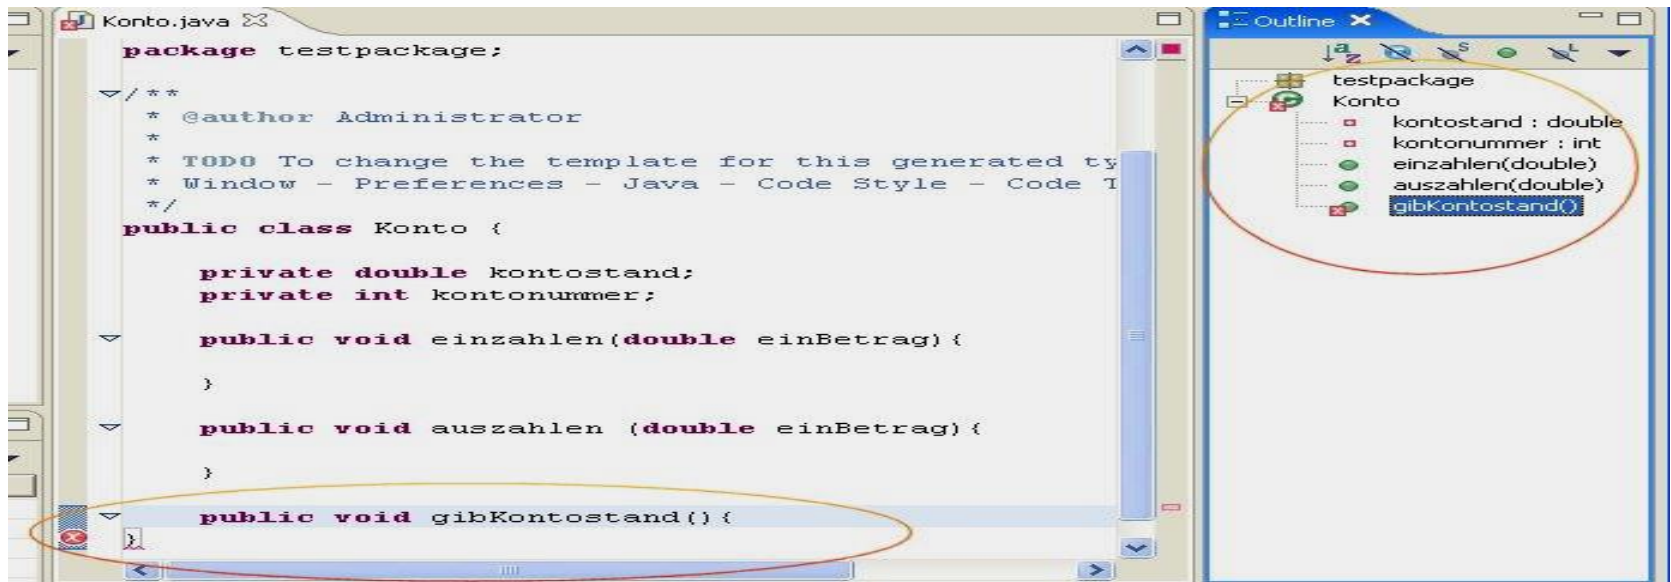 Konto.java
package testpackage;
/**
* @author Administrator
*
* TODO To change the template for this generated ty
* Window - Preferences - Java - Code Style - Code T
*/
public class Konto {
private double kontostand;
private int kontonummer;
public void einzahlen(double einBetrag){
}
public void auszahlen (double einBetrag){
}
public void gibKontostand(){
}
Outline
testpackage
Konto
kontostand : double
kontonummer : int
einzahlen(double)
auszahlen(double)
gibKontostand()